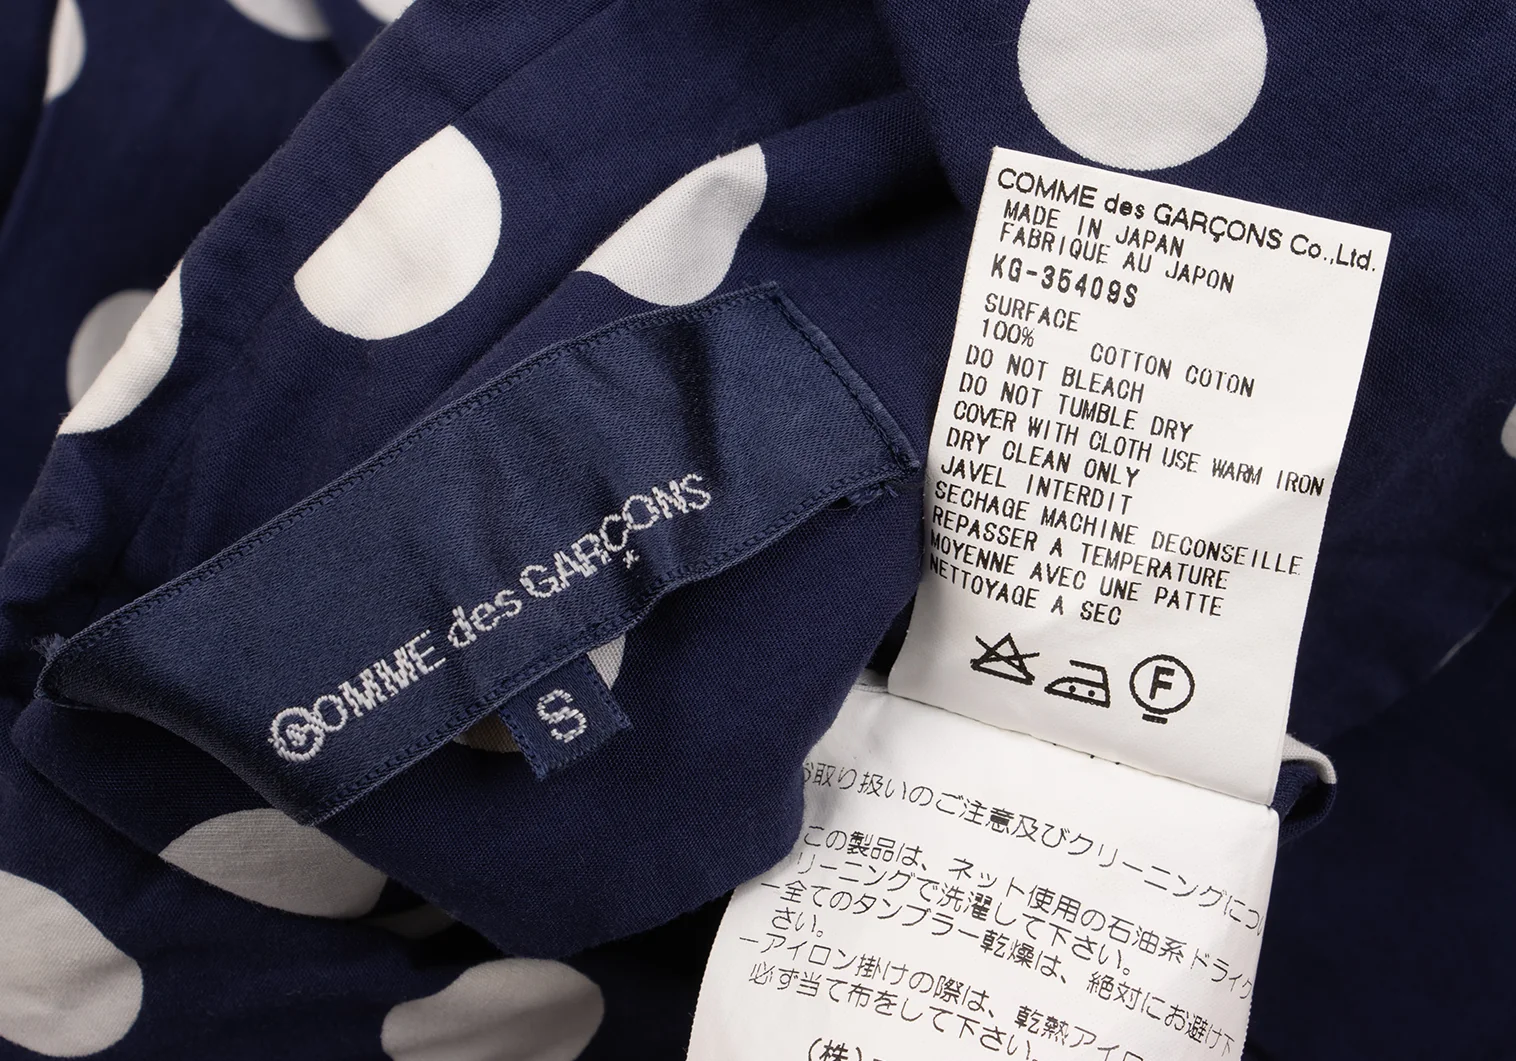 COMME des GARÇONS
S
COMME des GARÇONS Co.,Ltd.
MADE IN JAPAN
FABRIQUE AU JAPON
KG-35409S
SURFACE
100% COTTON COTON
DO NOT BLEACH
DO NOT TUMBLE DRY
COVER WITH CLOTH USE WARM IRON
DRY CLEAN ONLY
JAVEL INTERDIT
SECHAGE MACHINE DECONSEILLE
REPASSER A TEMPERATURE
MOYENNE AVEC UNE PATTE
NETTOYAGE A SEC
F
お取り扱いのご注意及びクリーニングにつ
この製品は、ネット使用の石油系ドライク
リーニングで洗濯して下さい。
ー全てのタンブラー乾燥は、絶対にお避け下
さい。
ーアイロン掛けの際は、乾熱アイロ
必ず当て布をして下さい。
(株)